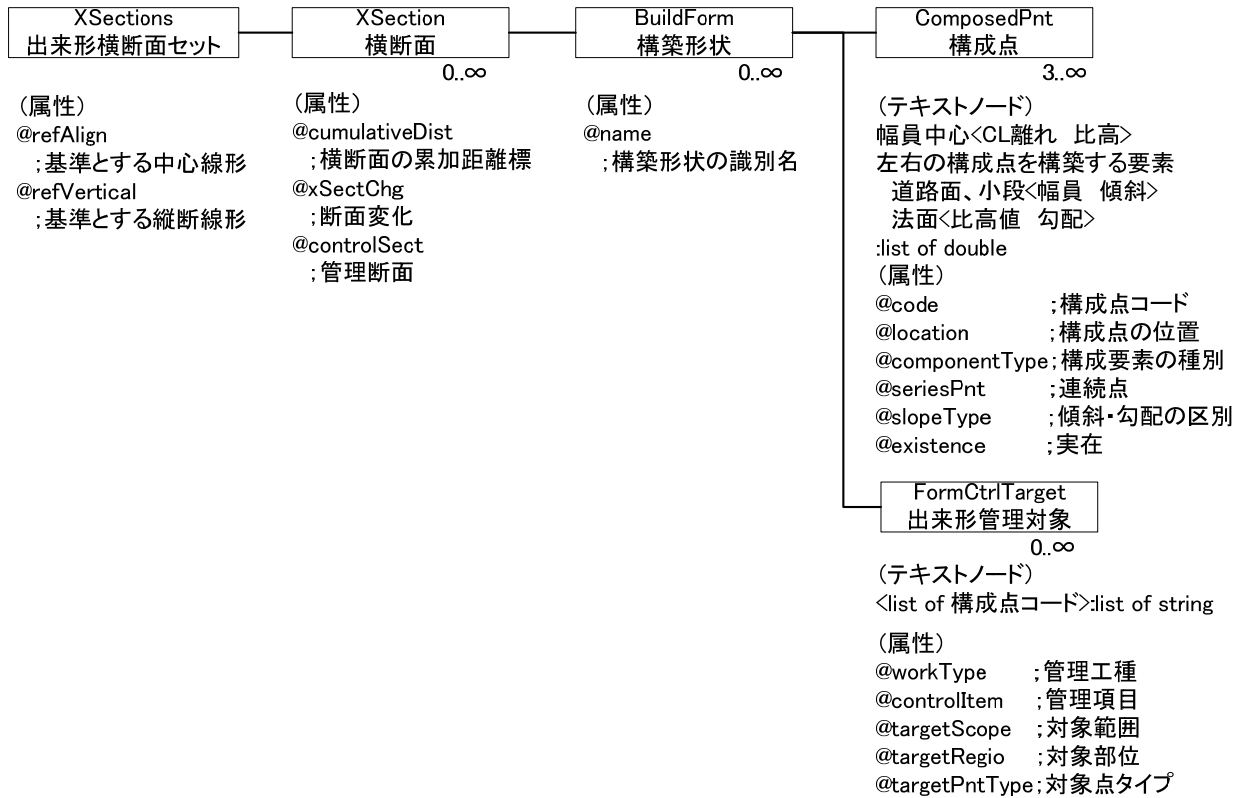 XSections
出来形横断面セット
(属性)
@refAlign
;基準とする中心線形
@refVertical
;基準とする縦断線形
XSection
横断面
0..∞
(属性)
@cumulativeDist
;横断面の累加距離標
@xSectChg
;断面変化
@controlSect
;管理断面
BuildForm
構築形状
0..∞
(属性)
@name
;構築形状の識別名
ComposedPnt
構成点
3..∞
(テキストノード)
幅員中心<CL離れ 比高>
左右の構成点を構築する要素
道路面、小段<幅員 傾斜>
法面<比高値 勾配>
:list of double
(属性)
@code ;構成点コード
@location ;構成点の位置
@componentType;構成要素の種別
@seriesPnt ;連続点
@slopeType ;傾斜・勾配の区別
@existence ;実在
FormCtrlTarget
出来形管理対象
0..∞
(テキストノード)
<list of 構成点コード>:list of string
(属性)
@workType ;管理工種
@controlItem ;管理項目
@targetScope ;対象範囲
@targetRegio ;対象部位
@targetPntType;対象点タイプ